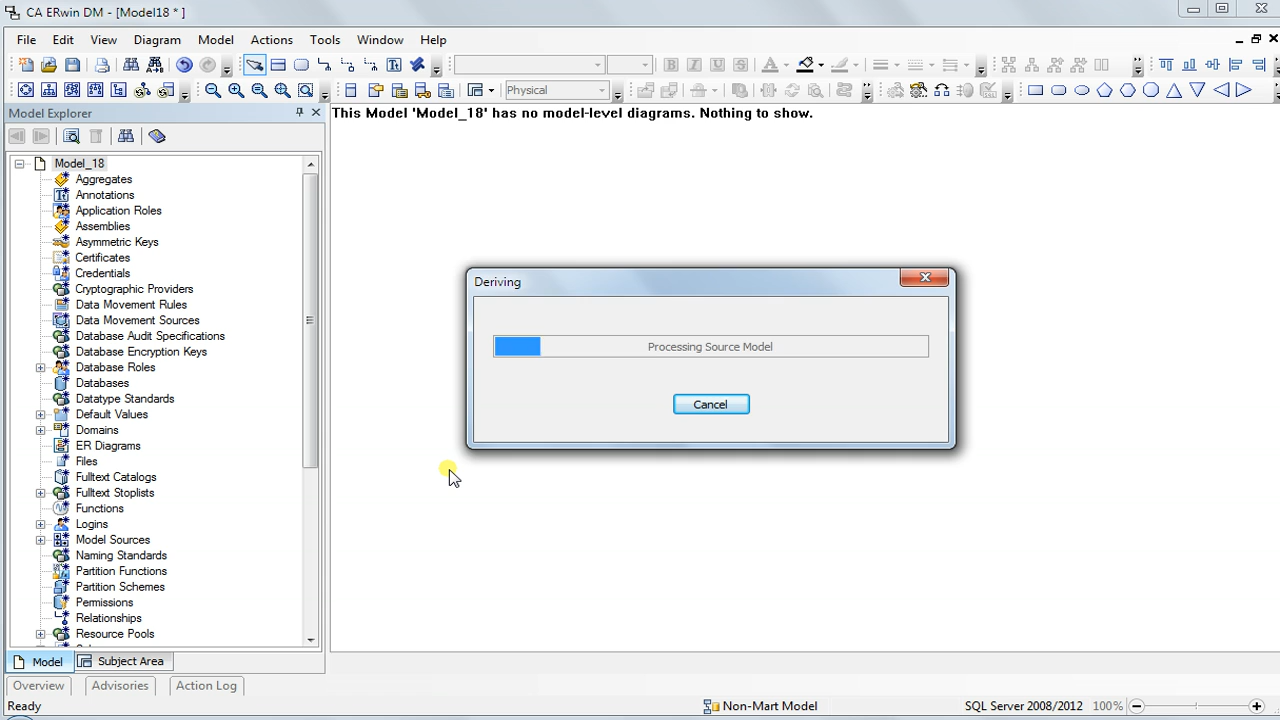 CA ERwin DM - [Model18 * ]
File Edit View Diagram Model Actions Tools Window Help
Physical
Model Explorer
This Model 'Model_18' has no model-level diagrams. Nothing to show.
Model_18
Aggregates
Annotations
Application Roles
Assemblies
Asymmetric Keys
Certificates
Credentials
Cryptographic Providers
Data Movement Rules
Data Movement Sources
Database Audit Specifications
Database Encryption Keys
Database Roles
Databases
Datatype Standards
Default Values
Domains
ER Diagrams
Files
Fulltext Catalogs
Fulltext Stoplists
Functions
Logins
Model Sources
Naming Standards
Partition Functions
Partition Schemes
Permissions
Relationships
Resource Pools
Deriving
Processing Source Model
Cancel
Model Subject Area
Overview Advisories Action Log
Ready Non-Mart Model SQL Server 2008/2012 100%